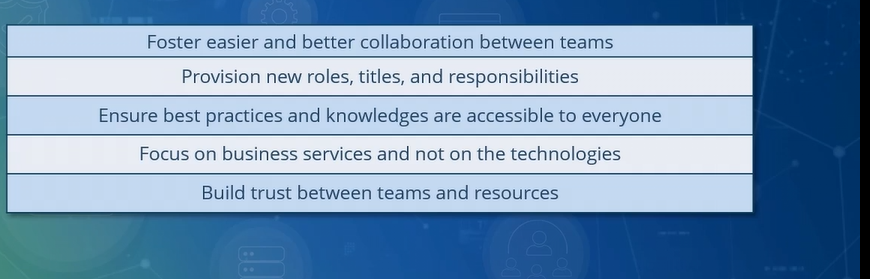 Foster easier and better collaboration between teams
Provision new roles, titles, and responsibilities
Ensure best practices and knowledges are accessible to everyone
Focus on business services and not on the technologies
Build trust between teams and resources